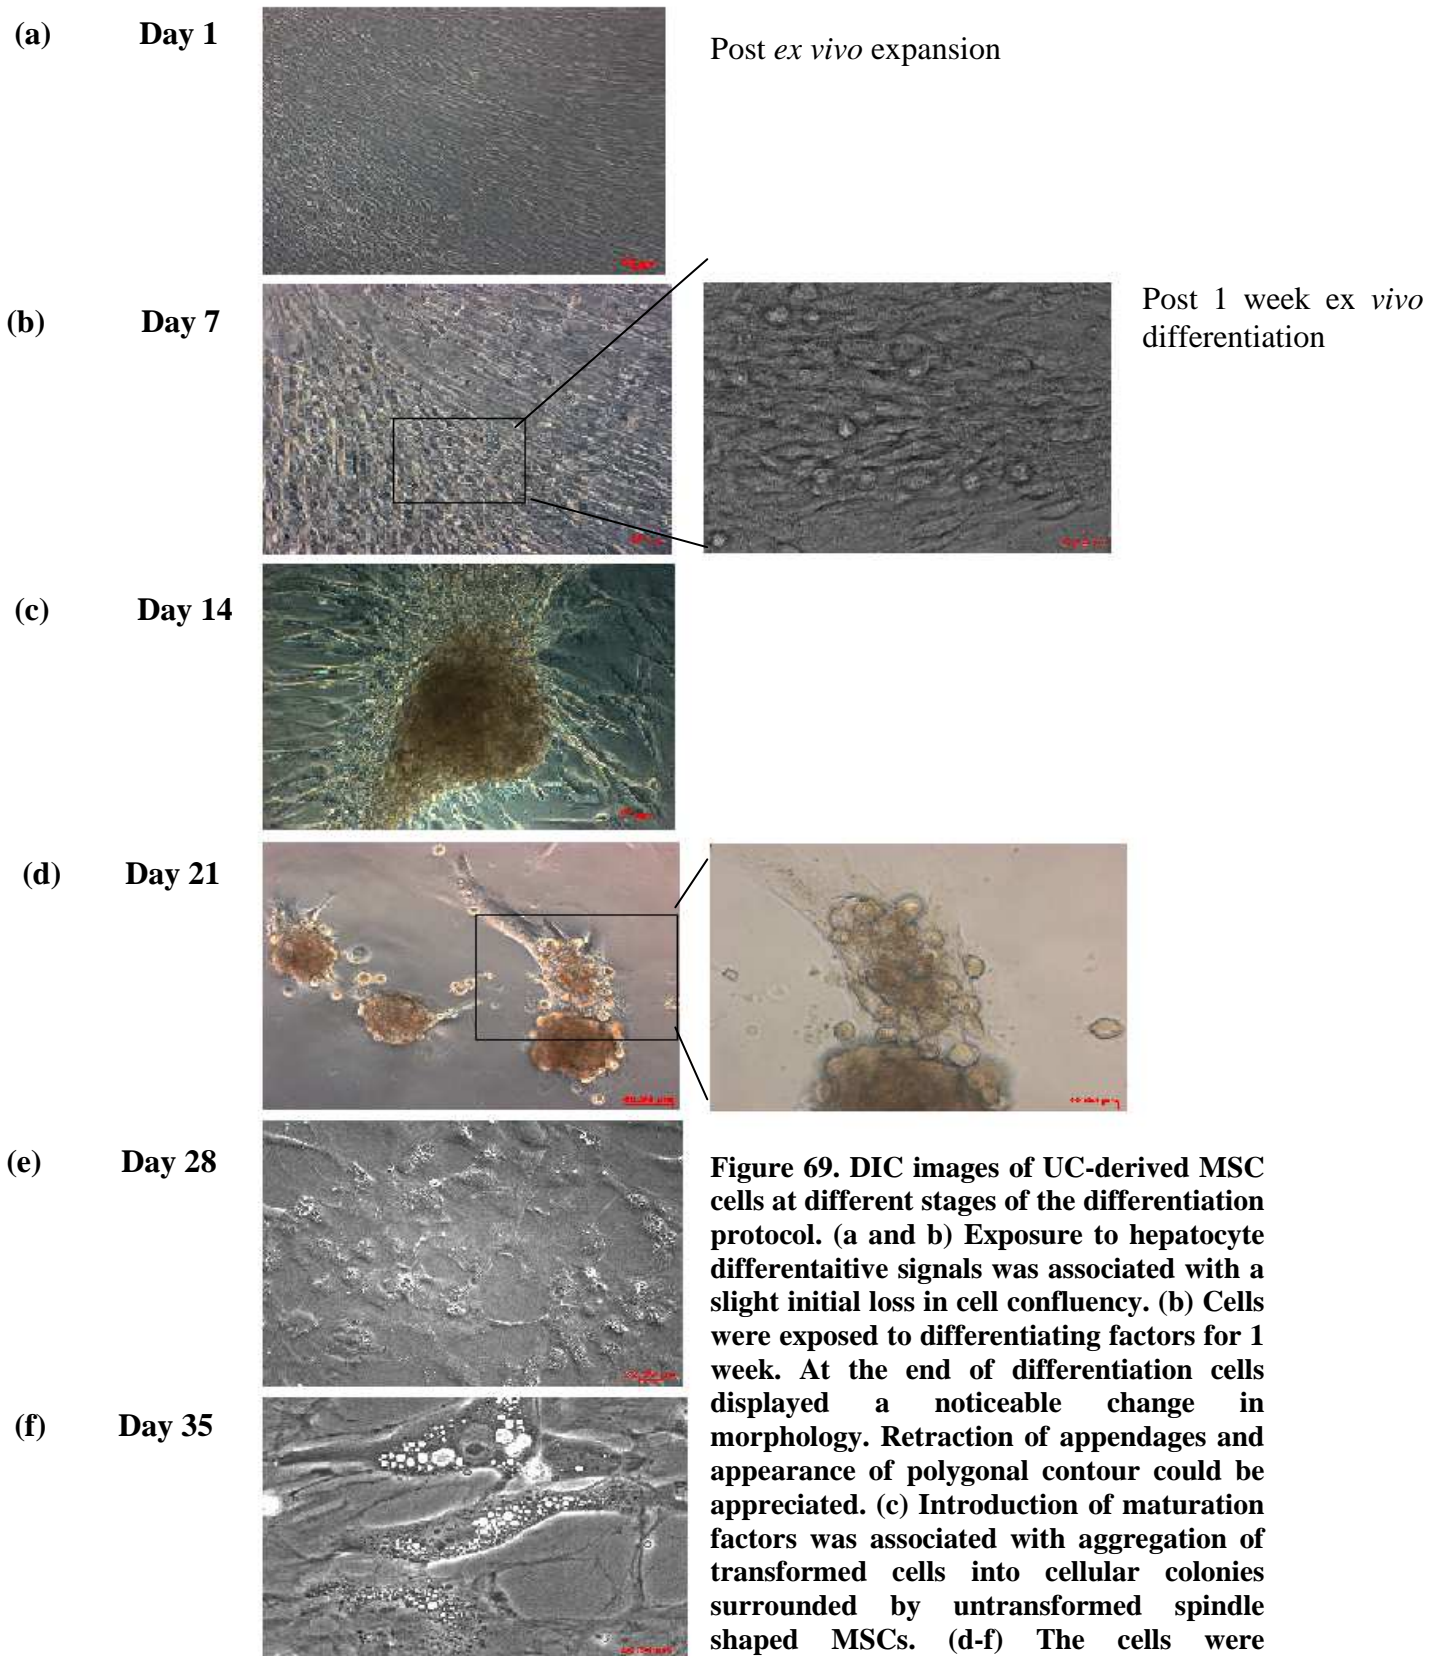 (a) Day 1
Post ex vivo expansion
(b) Day 7
Post 1 week ex vivo
differentiation
(c) Day 14
(d) Day 21
(e) Day 28
(f) Day 35
Figure 69. DIC images of UC-derived MSC
cells at different stages of the differentiation
protocol. (a and b) Exposure to hepatocyte
differentaitive signals was associated with a
slight initial loss in cell confluency. (b) Cells
were exposed to differentiating factors for 1
week. At the end of differentiation cells
displayed a noticeable change in
morphology. Retraction of appendages and
appearance of polygonal contour could be
appreciated. (c) Introduction of maturation
factors was associated with aggregation of
transformed cells into cellular colonies
surrounded by untransformed spindle
shaped MSCs. (d-f) The cells were